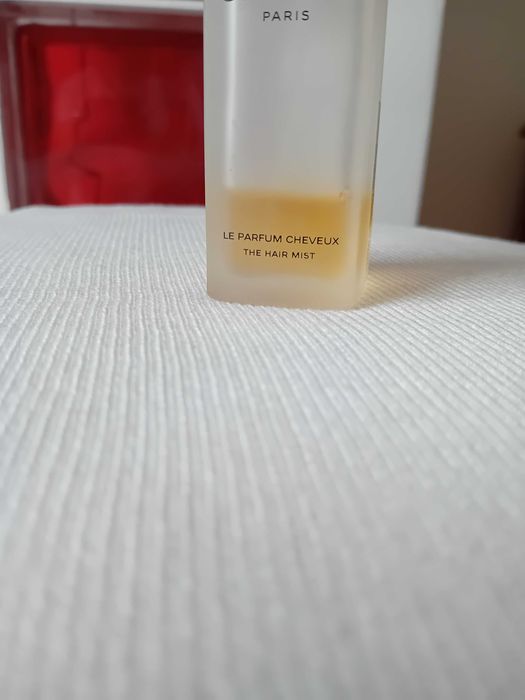 PARIS
LE PARFUM CHEVEUX
THE HAIR MIST